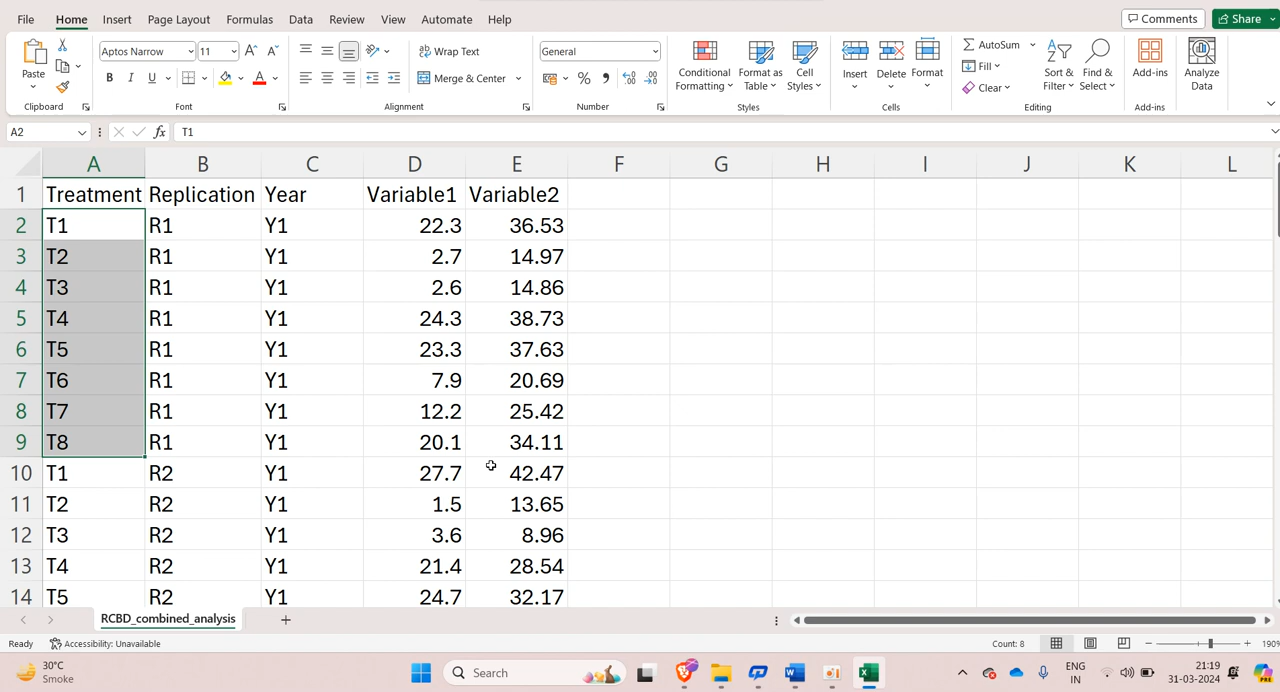 File Home Insert Page Layout Formulas Data Review View Automate Help Comments Share
Paste
Clipboard
Aptos Narrow 11 A A
B I U A
Font
ab Wrap Text
Merge & Center
Alignment
General
% , .00
Number
Conditional Formatting
Format as Table
Cell Styles
Styles
Insert Delete Format
Cells
AutoSum
Fill
Clear
Sort & Filter
Find & Select
Editing
Add-ins
Add-ins
Analyze Data
A2 fx T1
A B C D E F G H I J K L
1 Treatment Replication Year Variable1 Variable2
2 T1 R1 Y1 22.3 36.53
3 T2 R1 Y1 2.7 14.97
4 T3 R1 Y1 2.6 14.86
5 T4 R1 Y1 24.3 38.73
6 T5 R1 Y1 23.3 37.63
7 T6 R1 Y1 7.9 20.69
8 T7 R1 Y1 12.2 25.42
9 T8 R1 Y1 20.1 34.11
10 T1 R2 Y1 27.7 42.47
11 T2 R2 Y1 1.5 13.65
12 T3 R2 Y1 3.6 8.96
13 T4 R2 Y1 21.4 28.54
14 T5 R2 Y1 24.7 32.17
RCBD_combined_analysis
Ready Accessibility: Unavailable Count: 8 190%
30°C
Smoke
Search
ENG
IN
21:19
31-03-2024
PRE